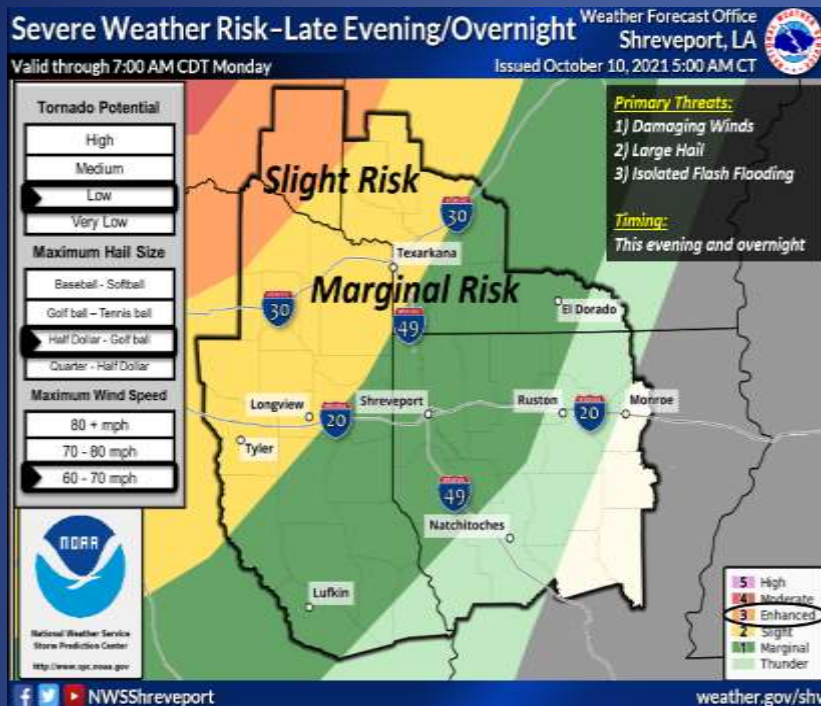 Severe Weather Risk–Late Evening/Overnight
Weather Forecast Office
Shreveport, LA
Valid through 7:00 AM CDT Monday
Issued October 10, 2021 5:00 AM CT
Tornado Potential
High
Medium
Low
Very Low
Maximum Hail Size
Baseball - Softball
Golf ball – Tennis ball
Half Dollar - Golf ball
Quarter - Half Dollar
Maximum Wind Speed
80 + mph
70 - 80 mph
60 - 70 mph
Primary Threats:
1) Damaging Winds
2) Large Hail
3) Isolated Flash Flooding
Timing:
This evening and overnight
Slight Risk
30
Texarkana
Marginal Risk
30
49
El Dorado
Longview
20
Shreveport
Ruston
20
Monroe
Tyler
49
Natchitoches
Lufkin
NOAA
National Weather Service
Storm Prediction Center
http://www.spc.noaa.gov
5 High
4 Moderate
3 Enhanced
2 Slight
1 Marginal
Thunder
NWSShreveport
weather.gov/shv